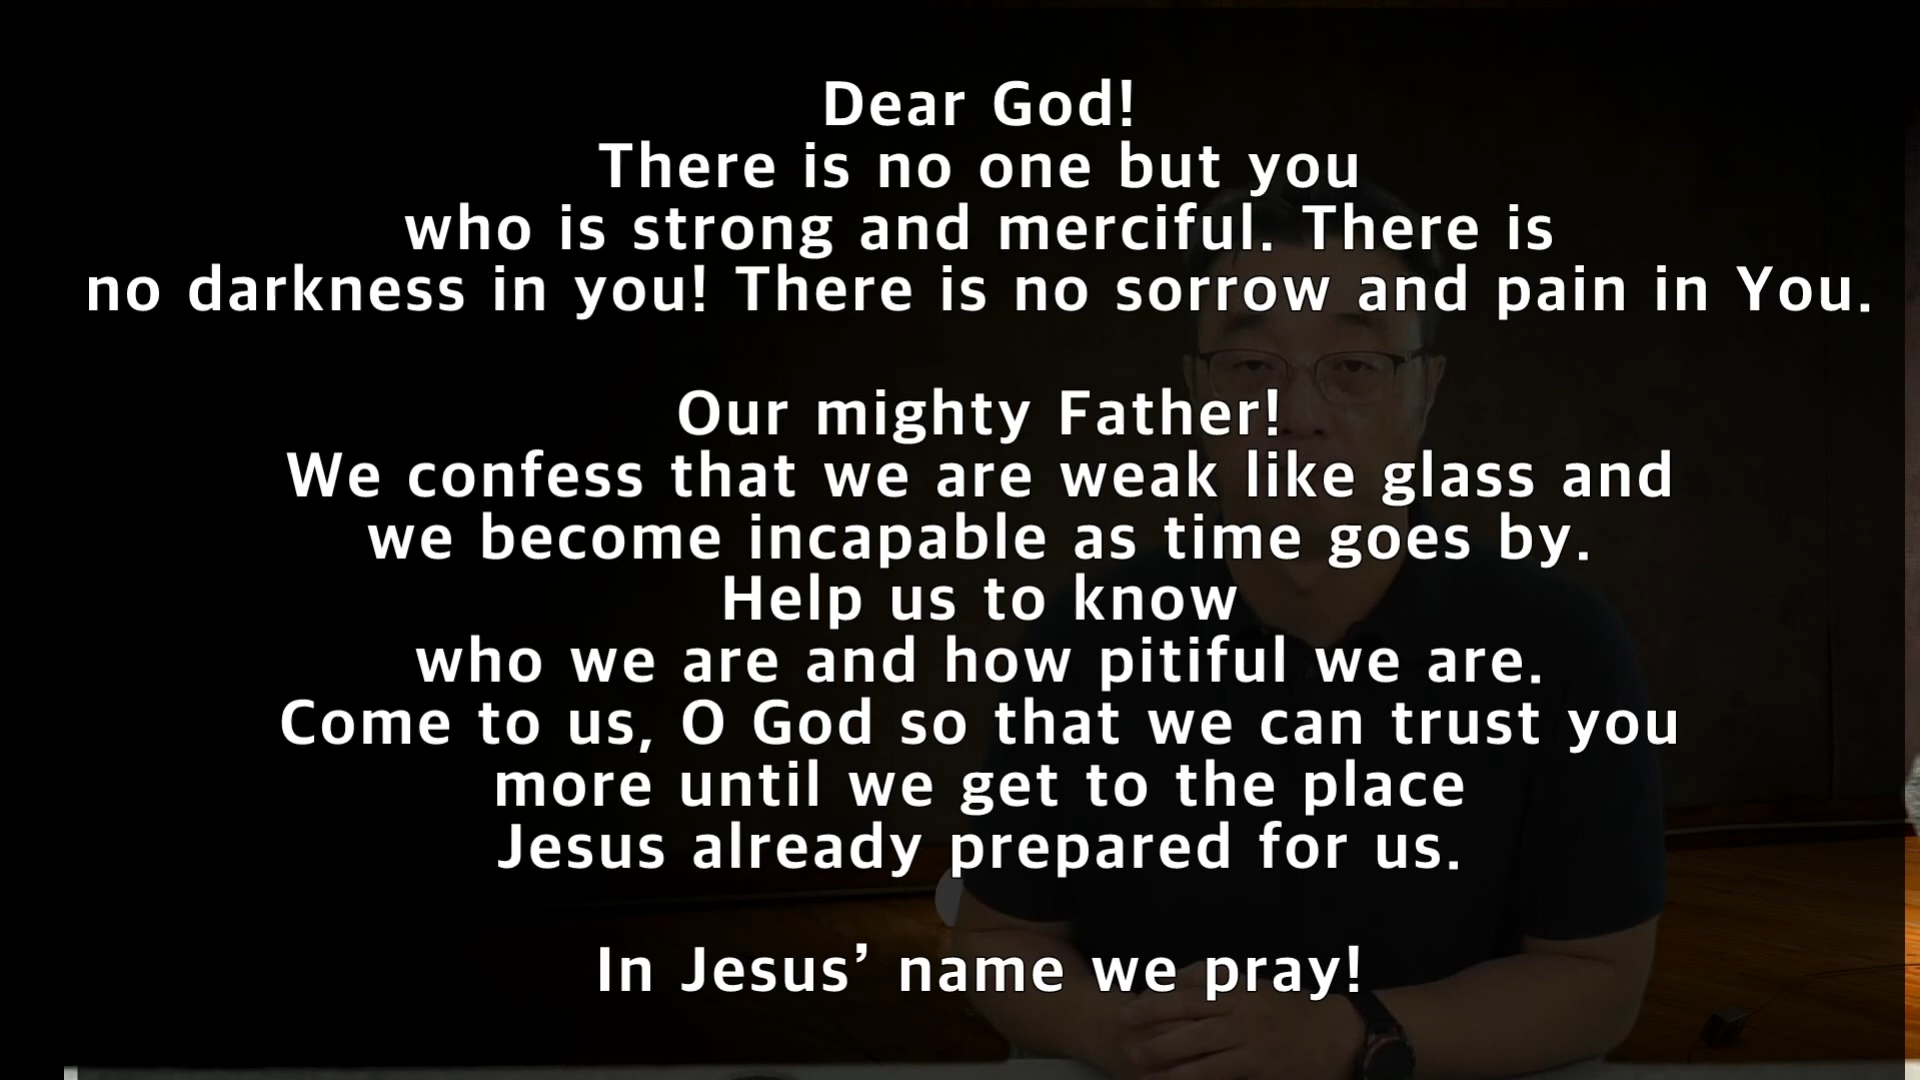 Dear God!
There is no one but you
who is strong and merciful. There is
no darkness in you! There is no sorrow and pain in You.
Our mighty Father!
We confess that we are weak like glass and
we become incapable as time goes by.
Help us to know
who we are and how pitiful we are.
Come to us, O God so that we can trust you
more until we get to the place
Jesus already prepared for us.
In Jesus’ name we pray!